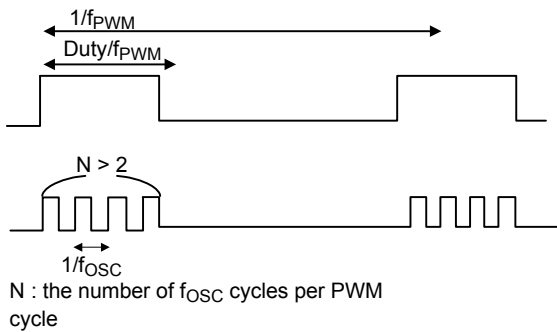 1/fPWM
Duty/fPWM
N > 2
1/fOSC
N : the number of fOSC cycles per PWM
cycle